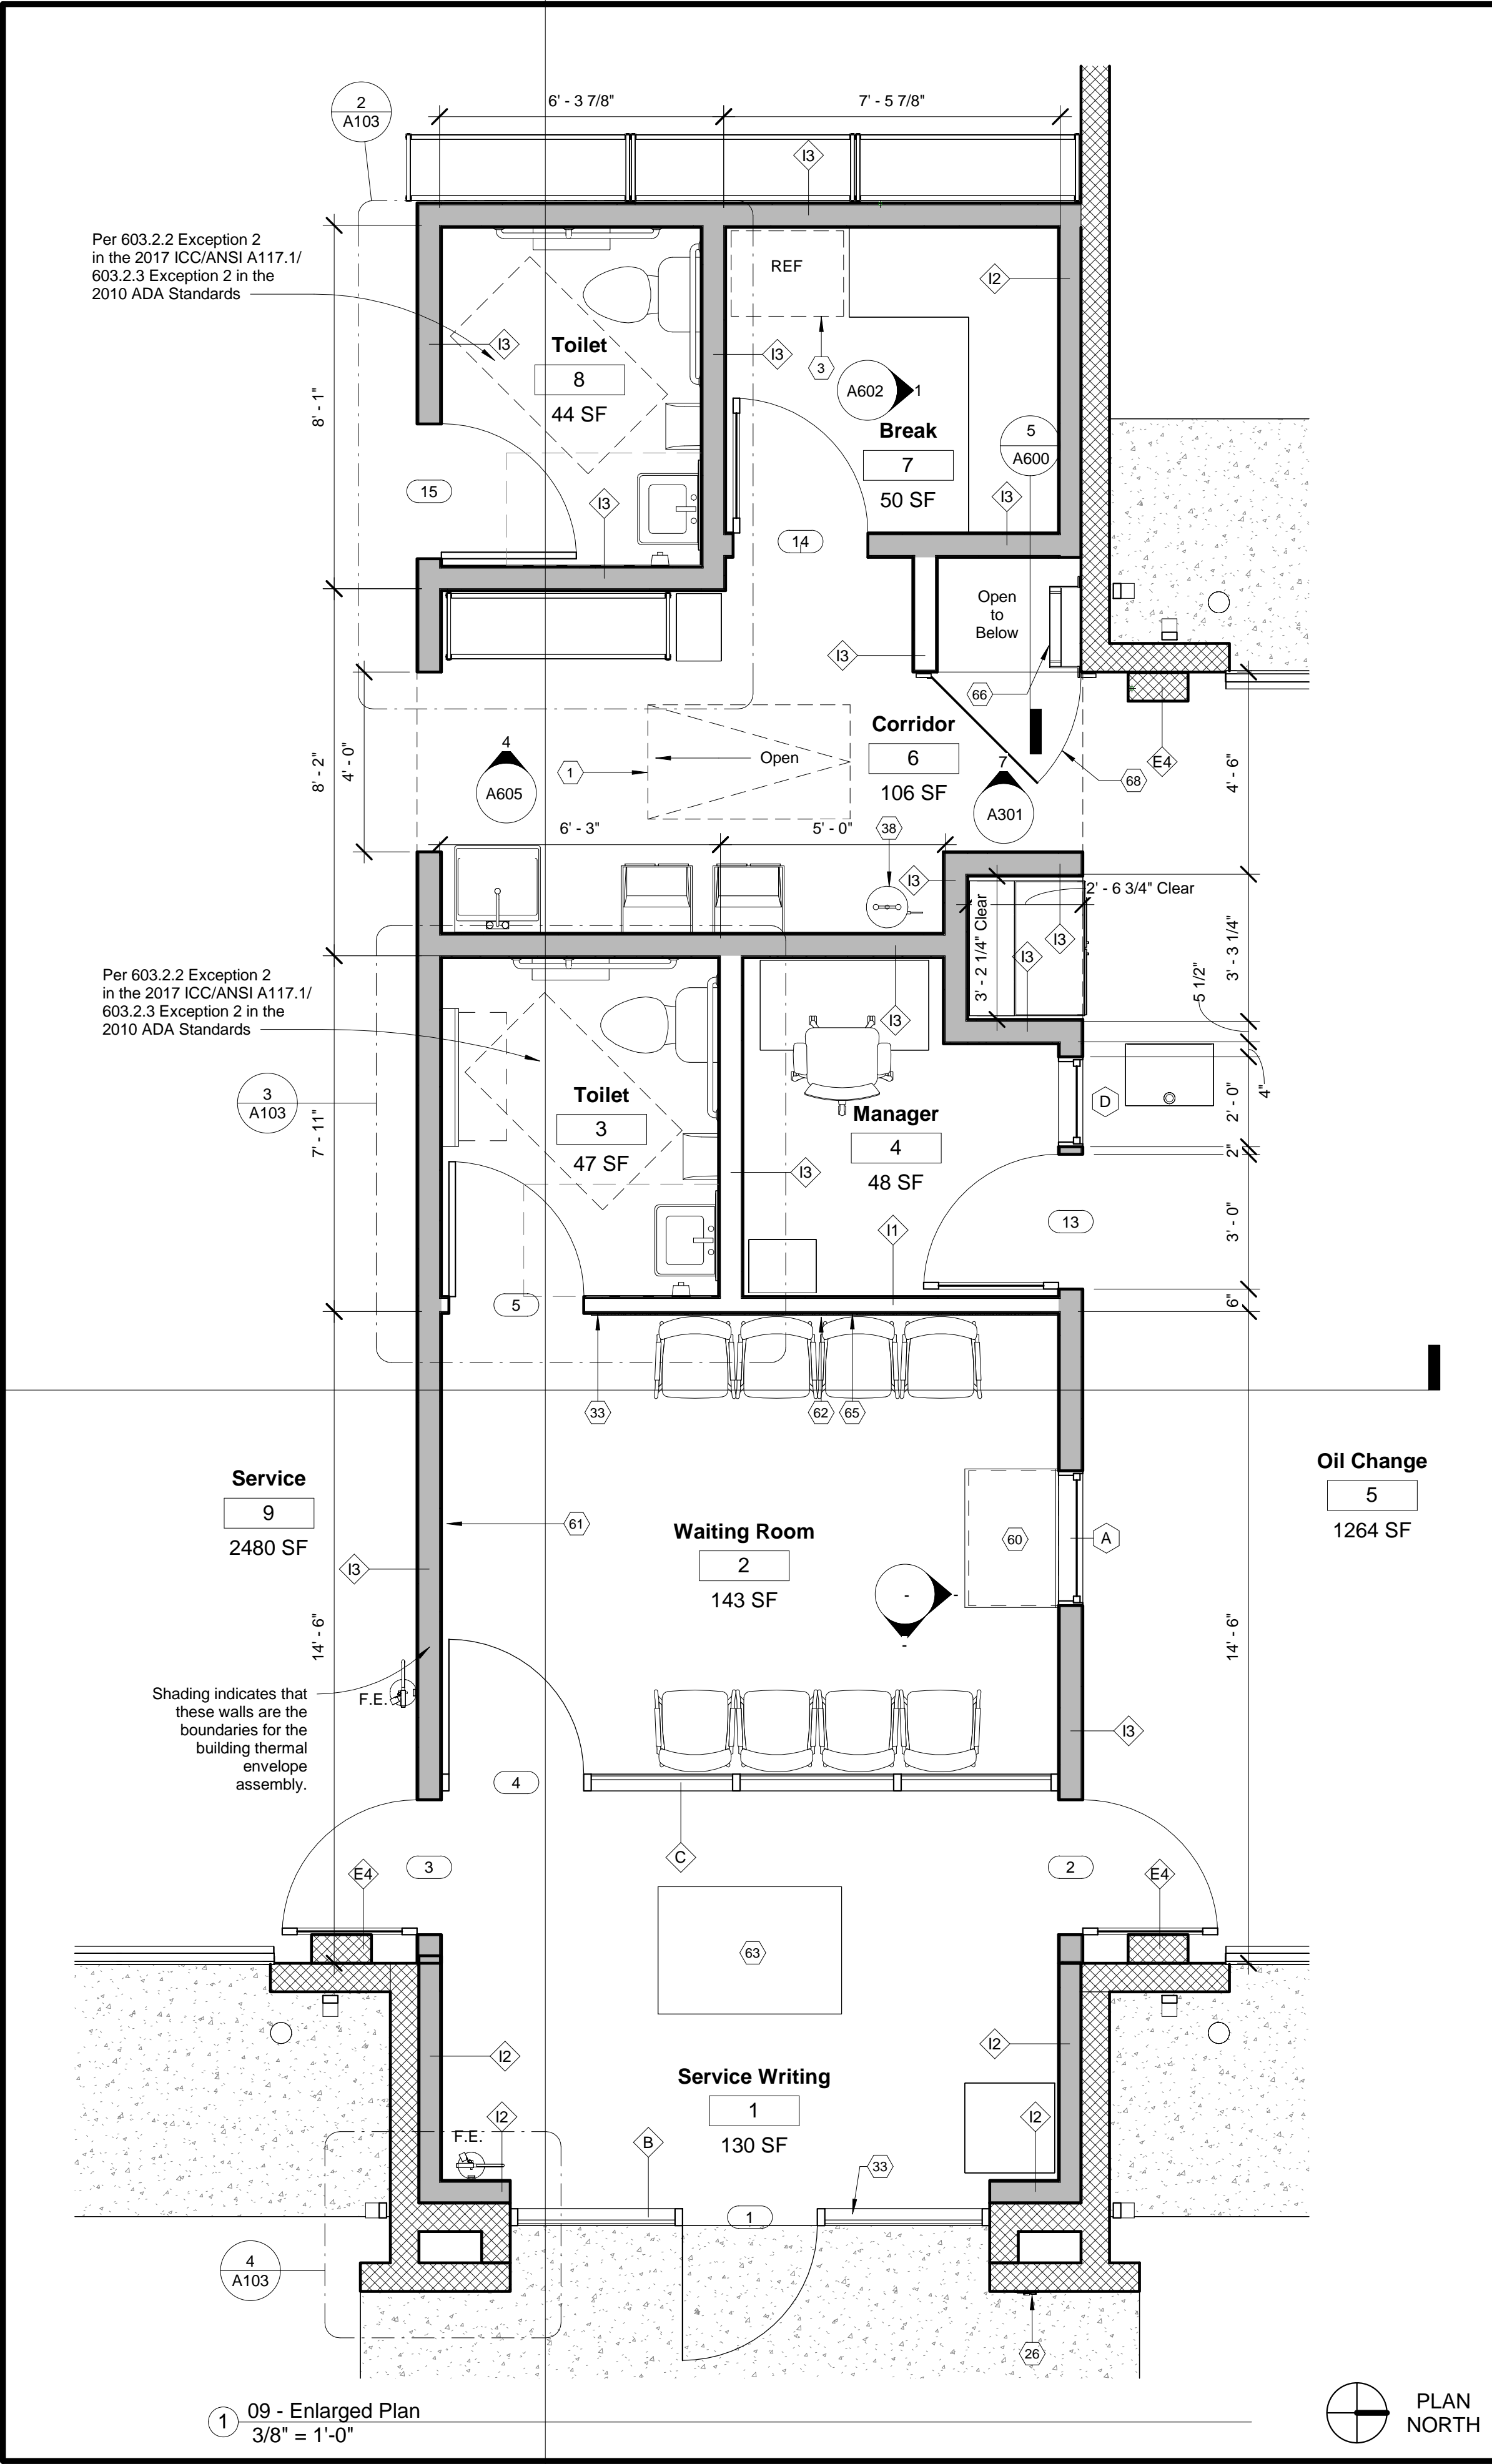 2
A103
6' - 3 7/8"
7' - 5 7/8"
I3
Per 603.2.2 Exception 2
in the 2017 ICC/ANSI A117.1/
603.2.3 Exception 2 in the
2010 ADA Standards
REF
I2
I3
Toilet
8
44 SF
I3
3
A602
1
8' - 1"
Break
7
50 SF
5
A600
15
I3
I3
14
Open
to
Below
I3
66
Corridor
6
106 SF
4
A605
1
Open
7
A301
68
E4
8' - 2"
4' - 0"
4' - 6"
6' - 3"
5' - 0"
38
I3
2' - 6 3/4" Clear
3' - 2 1/4" Clear
I3
I3
3' - 3 1/4"
5 1/2"
Per 603.2.2 Exception 2
in the 2017 ICC/ANSI A117.1/
603.2.3 Exception 2 in the
2010 ADA Standards
I3
3
A103
Toilet
3
47 SF
Manager
4
48 SF
D
2' - 0"
4"
2"
7' - 11"
I3
I1
13
3' - 0"
5
6"
33
62
65
Service
9
2480 SF
61
Waiting Room
2
143 SF
60
A
Oil Change
5
1264 SF
I3
-
-
-
14' - 6"
14' - 6"
Shading indicates that
these walls are the
boundaries for the
building thermal
envelope
assembly.
F.E.
I3
4
C
3
2
E4
E4
63
I2
I2
Service Writing
1
130 SF
I2
I2
F.E.
B
33
1
4
A103
26
1
09 - Enlarged Plan
3/8" = 1'-0"
PLAN
NORTH